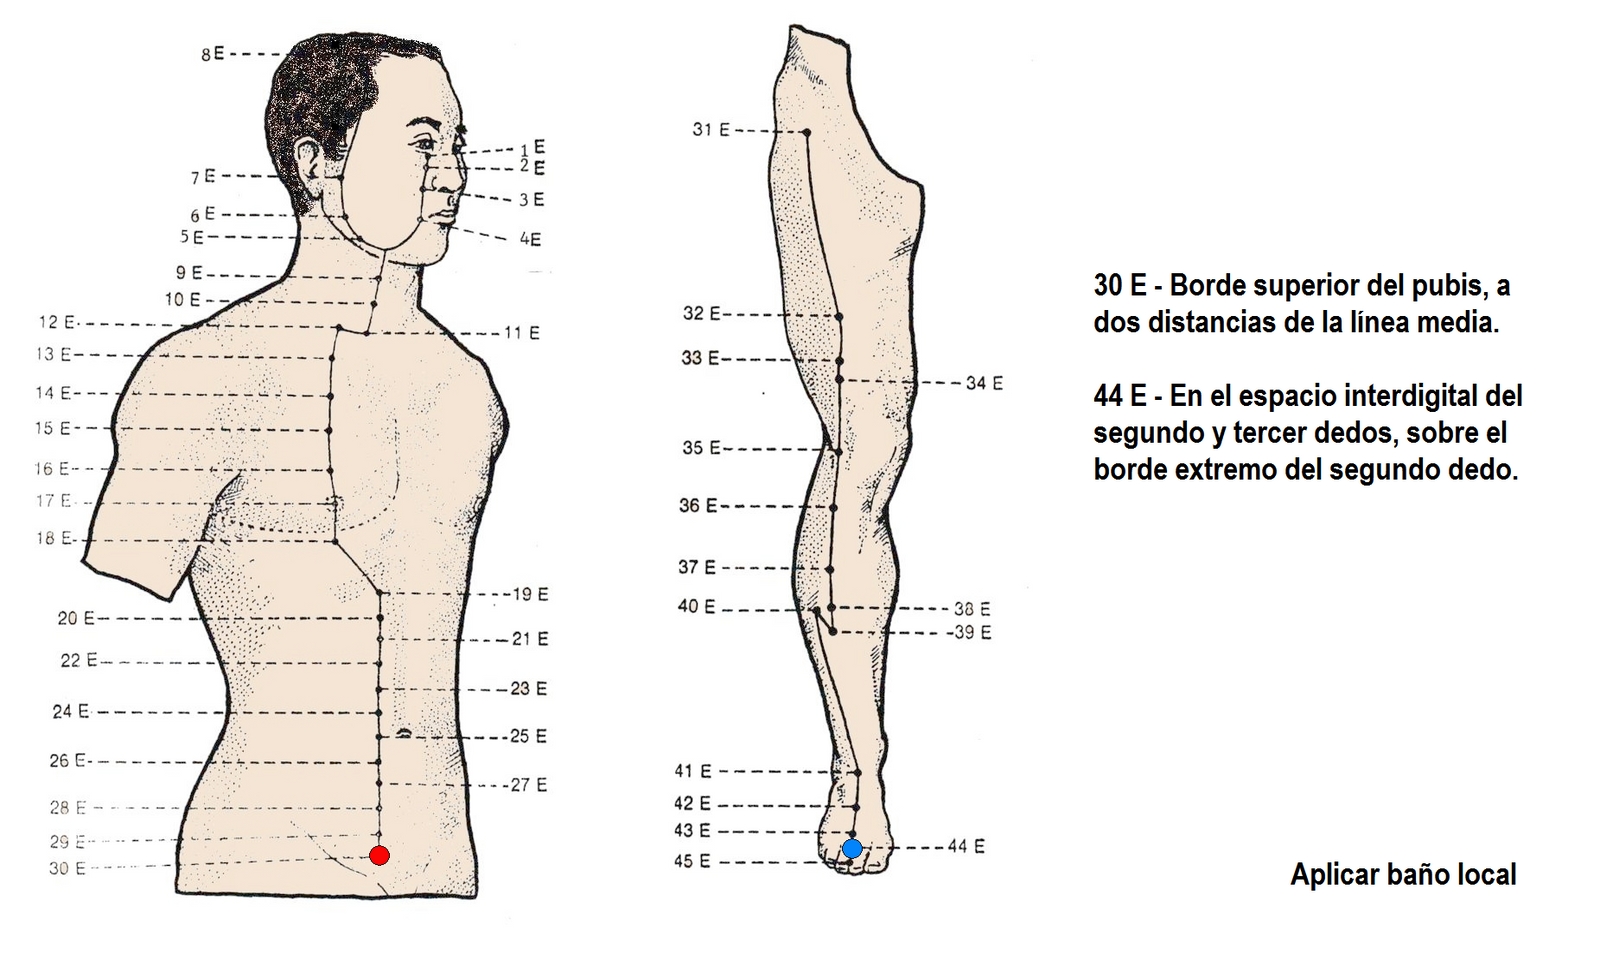 8E
1 E
2 E
7 E
3 E
6 E
5 E
4E
9 E
10 E
12 E
11 E
13 E
14 E
15 E
16 E
17 E
18 E
19 E
20 E
21 E
22 E
23 E
24 E
25 E
26 E
27 E
28 E
29 E
30 E
31 E
32 E
33 E
34 E
35 E
36 E
37 E
40 E
38 E
39 E
41 E
42 E
43 E
44 E
45 E
30 E - Borde superior del pubis, a
dos distancias de la línea media.
44 E - En el espacio interdigital del
segundo y tercer dedos, sobre el
borde extremo del segundo dedo.
Aplicar baño local